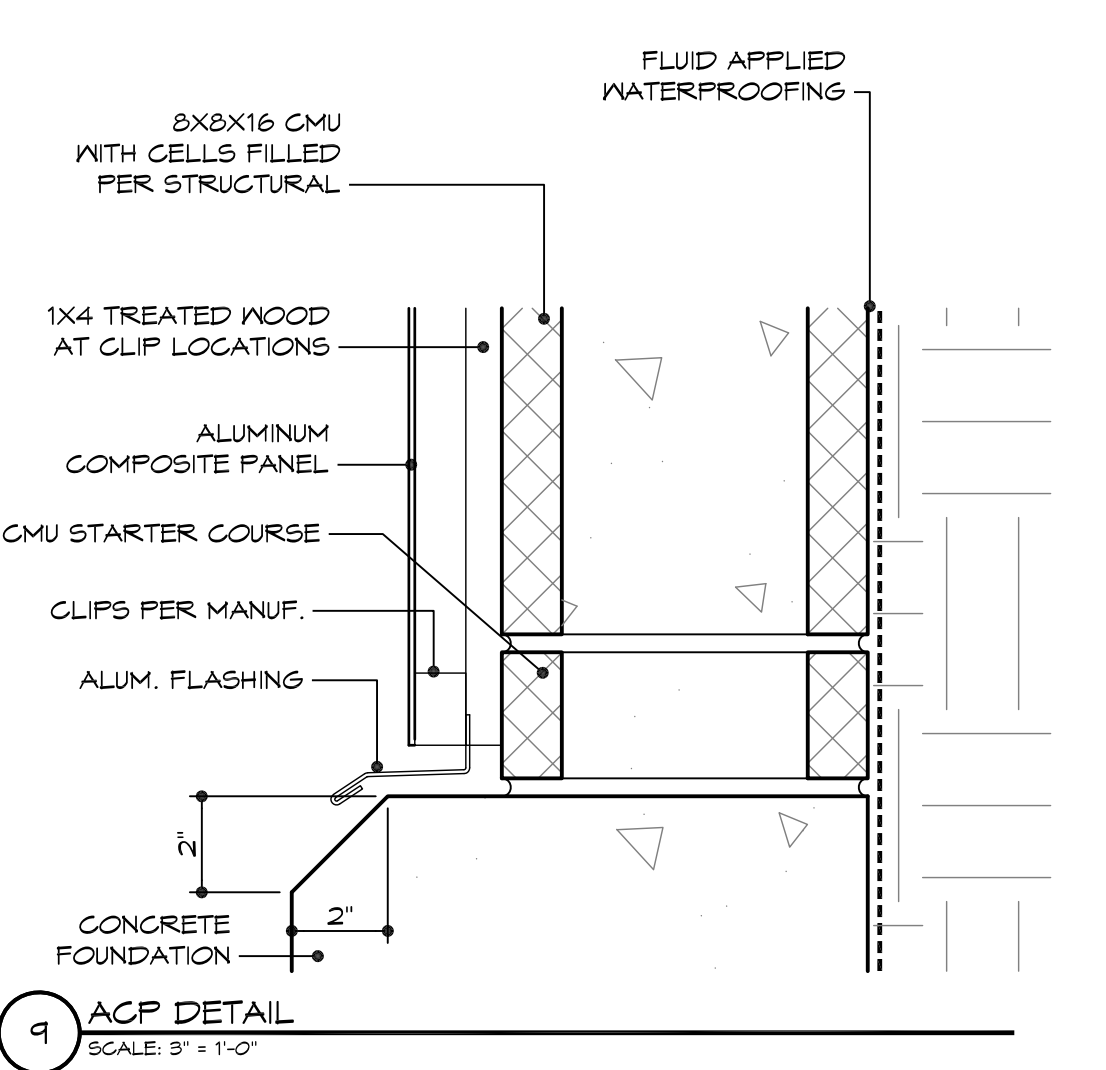 FLUID APPLIED
WATERPROOFING
8X8X16 CMU
WITH CELLS FILLED
PER STRUCTURAL
1X4 TREATED WOOD
AT CLIP LOCATIONS
ALUMINUM
COMPOSITE PANEL
CMU STARTER COURSE
CLIPS PER MANUF.
ALUM. FLASHING
2"
2"
CONCRETE
FOUNDATION
9
ACP DETAIL
SCALE: 3" = 1'-0"